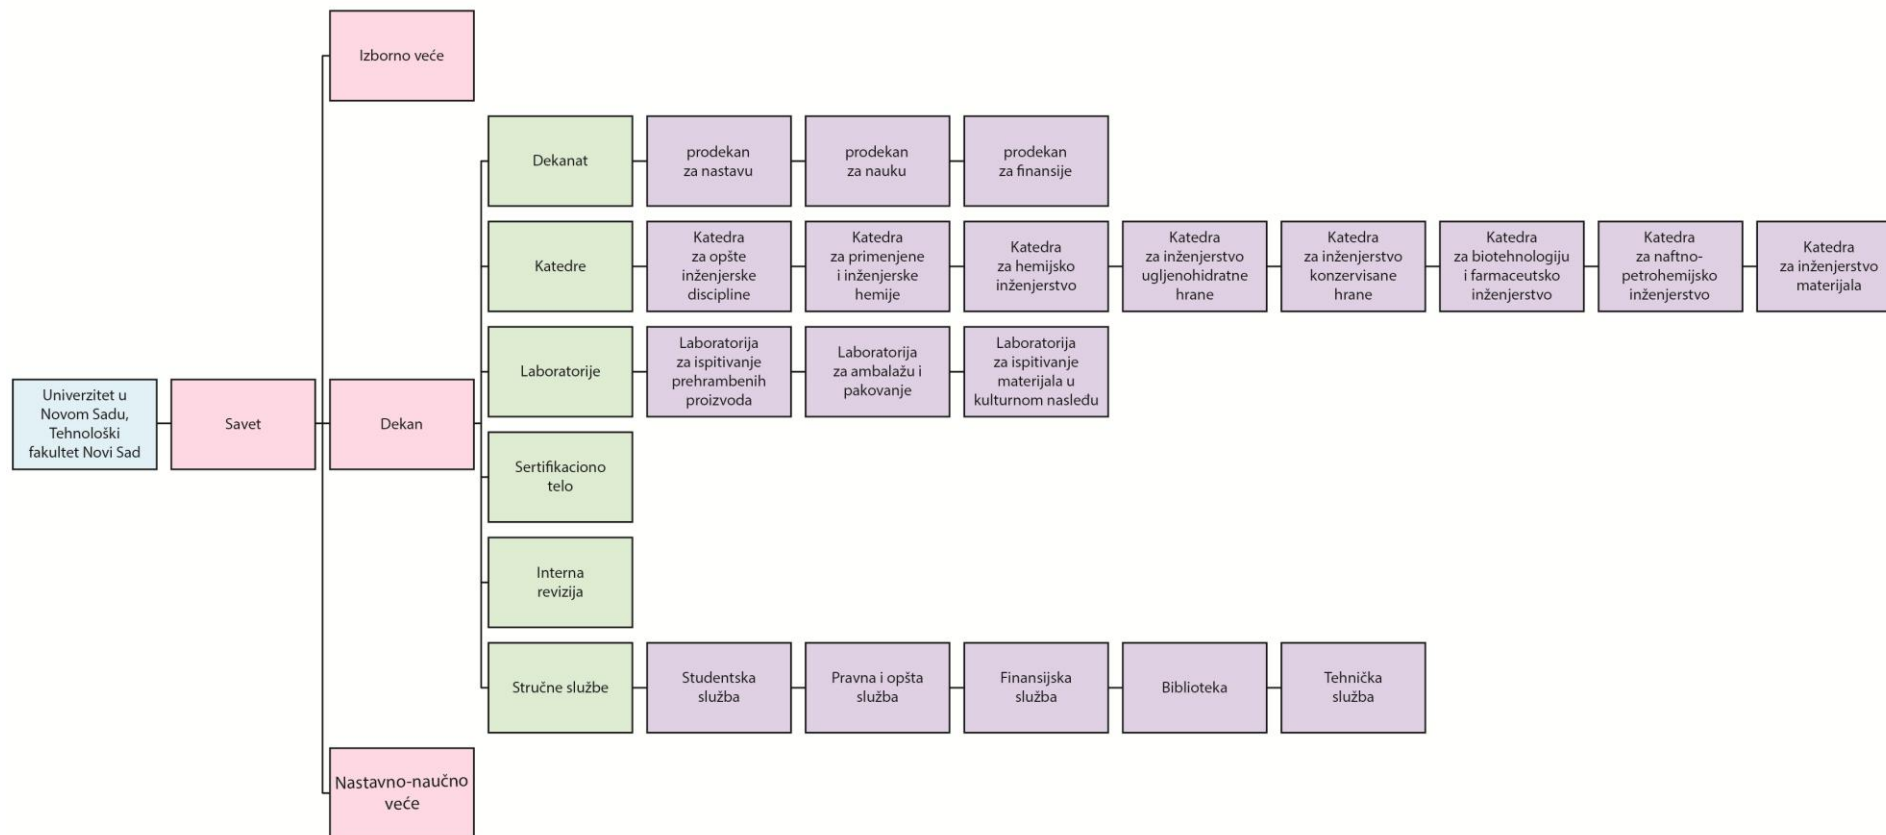 Izborno veće
Dekanat
prodekan
za nastavu
prodekan
za nauku
prodekan
za finansije
Katedre
Katedra
za opšte
inženjerske
discipline
Katedra
za primenjene
i inženjerske
hemije
Katedra
za hemijsko
inženjerstvo
Katedra
za inženjerstvo
ugljenohidratne
hrane
Katedra
za inženjerstvo
konzervisane
hrane
Katedra
za biotehnologiju
i farmaceutsko
inženjerstvo
Katedra
za naftno-
petrohemijsko
inženjerstvo
Katedra
za inženjerstvo
materijala
Laboratorije
Laboratorija
za ispitivanje
prehrambenih
proizvoda
Laboratorija
za ambalažu i
pakovanje
Laboratorija
za ispitivanje
materijala u
kulturnom nasleđu
Univerzitet u
Novom Sadu,
Tehnološki
fakultet Novi Sad
Savet
Dekan
Sertifikaciono
telo
Interna
revizija
Stručne službe
Studentska
služba
Pravna i opšta
služba
Finansijska
služba
Biblioteka
Tehnička
služba
Nastavno-naučno
veće